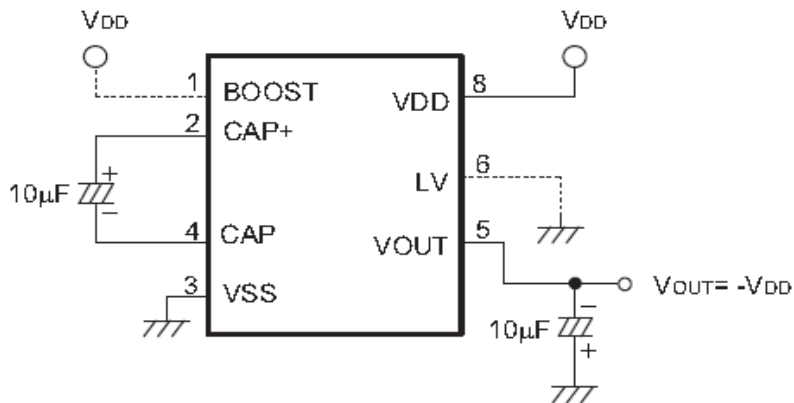 VDD
VDD
1
BOOST
VDD
8
2
CAP+
+
10µF
−
LV
6
4
CAP
VOUT
5
3
VSS
VOUT= -VDD
−
10µF
+